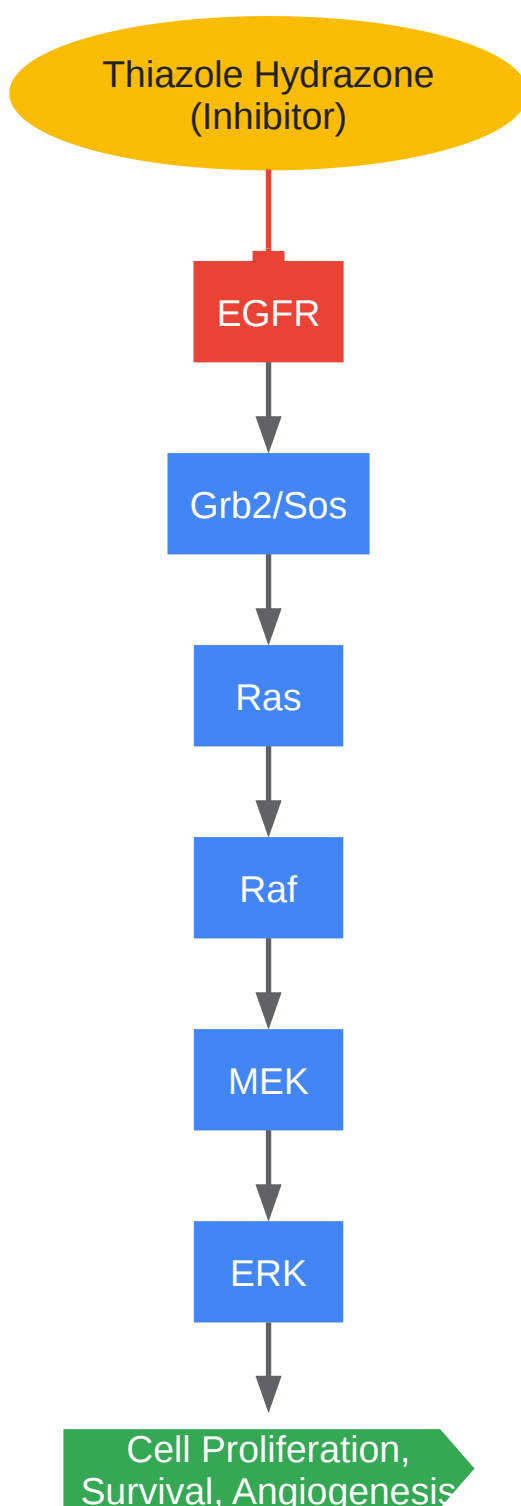 Thiazole Hydrazone
(Inhibitor)
EGFR
Grb2/Sos
Ras
Raf
MEK
ERK
Cell Proliferation,
Survival, Angiogenesis